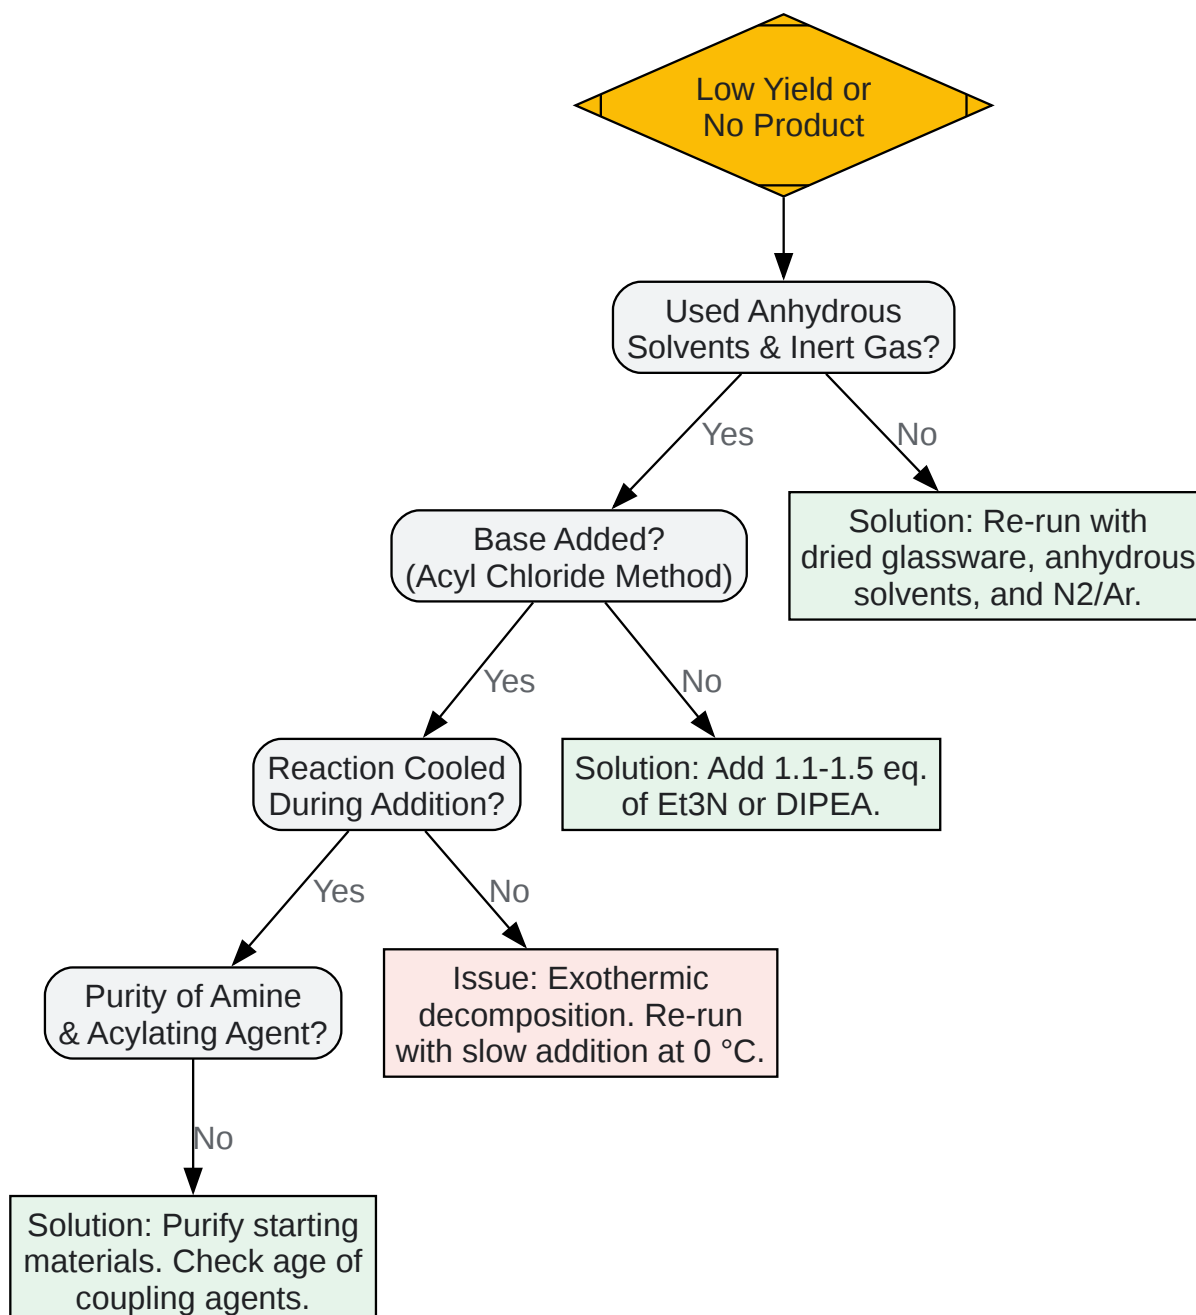 Low Yield or
No Product
Used Anhydrous
Solvents & Inert Gas?
Yes
No
Base Added?
(Acyl Chloride Method)
Solution: Re-run with
dried glassware, anhydrous
solvents, and N2/Ar.
Yes
No
Reaction Cooled
During Addition?
Solution: Add 1.1-1.5 eq.
of Et3N or DIPEA.
Yes
No
Purity of Amine
& Acylating Agent?
Issue: Exothermic
decomposition. Re-run
with slow addition at 0 °C.
No
Solution: Purify starting
materials. Check age of
coupling agents.